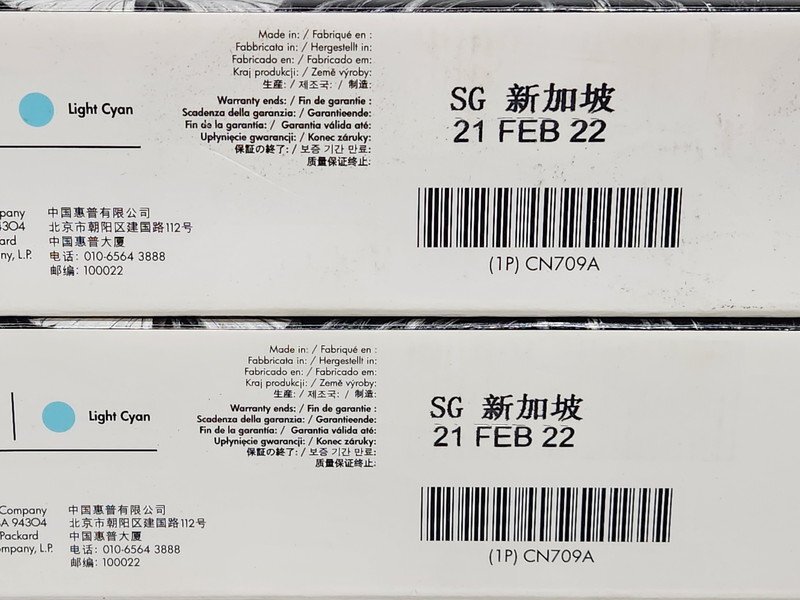 Made in: / Fabriqué en :
Fabbricata in: / Hergestellt in:
Fabricado en: / Fabricado em:
Kraj produkcji: / Země výroby:
生産: / 제조국: / 制造:
Warranty ends: / Fin de garantie :
Scadenza della garanzia: / Garantieende:
Fin de la garantía: / Garantía válida até:
Upłynięcie gwarancji: / Konec záruky:
保証の終了: / 보증 기간 만료:
质量保证终止:
Light Cyan
SG 新加坡
21 FEB 22
pany
ard
ny, L.P.
中国惠普有限公司
北京市朝阳区建国路112号
中国惠普大厦
电话: 010-6564 3888
邮编: 100022
(1P) CN709A
Made in: / Fabriqué en :
Fabbricata in: / Hergestellt in:
Fabricado en: / Fabricado em:
Kraj produkcji: / Země výroby:
生産: / 제조국: / 制造:
Warranty ends: / Fin de garantie :
Scadenza della garanzia: / Garantieende:
Fin de la garantía: / Garantía válida até:
Upłynięcie gwarancji: / Konec záruky:
保証の終了: / 보증 기간 만료:
质量保证终止:
Light Cyan
SG 新加坡
21 FEB 22
Company
A 94304
Packard
ompany, L.P.
中国惠普有限公司
北京市朝阳区建国路112号
中国惠普大厦
电话: 010-6564 3888
邮编: 100022
(1P) CN709A